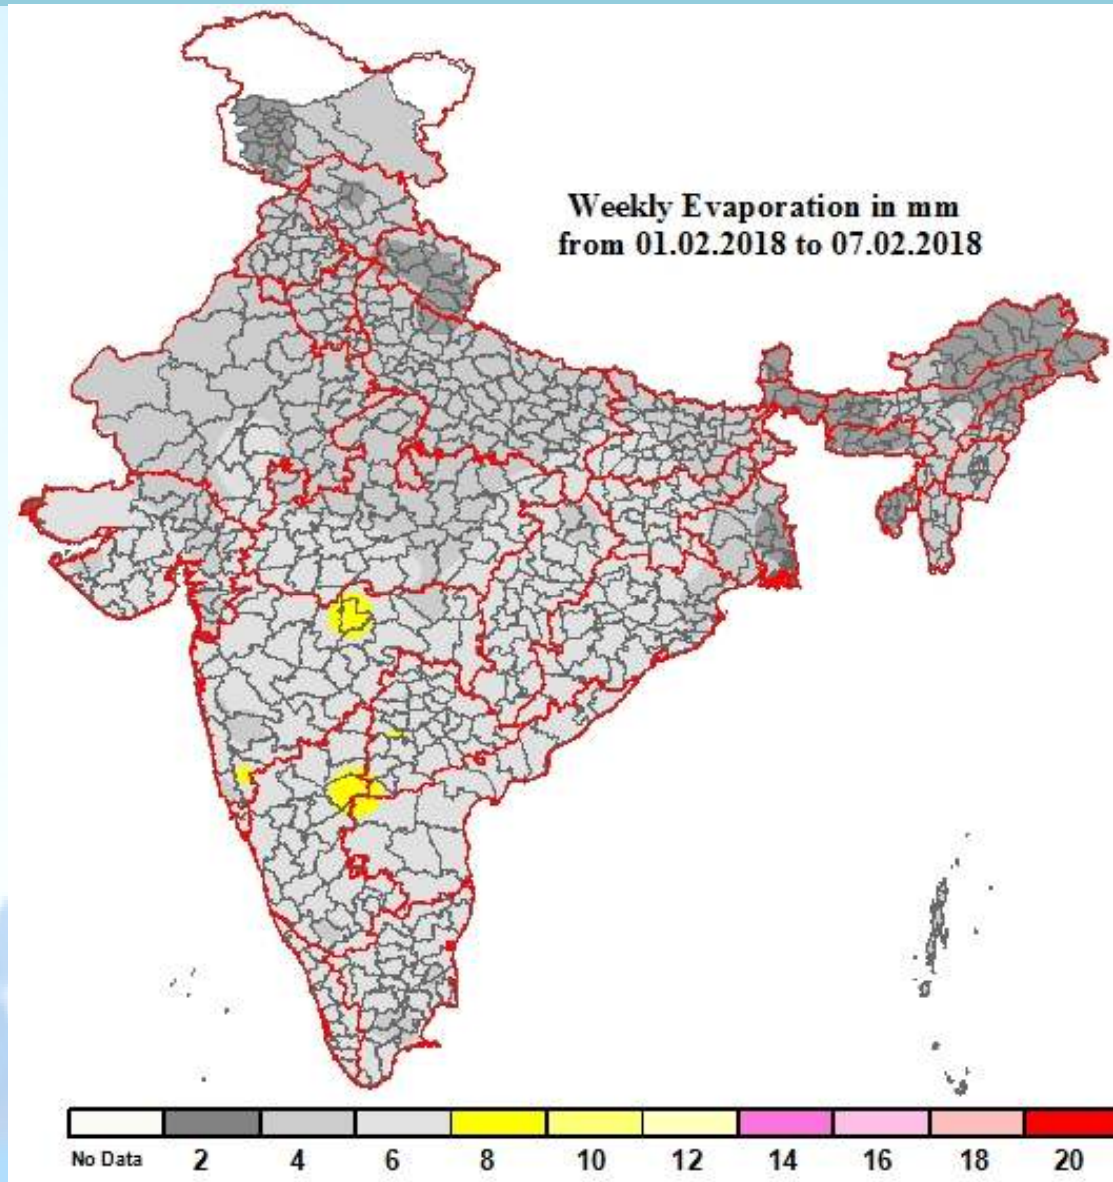 Weekly Evaporation in mm
from 01.02.2018 to 07.02.2018
No Data 2 4 6 8 10 12 14 16 18 20